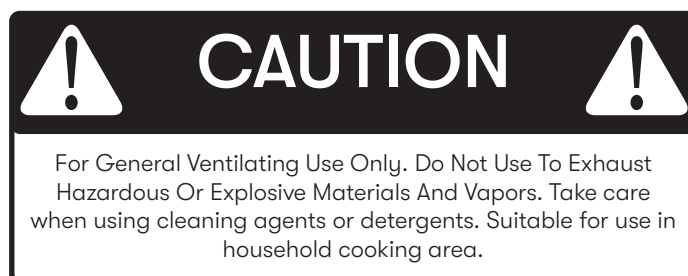 CAUTION
For General Ventilating Use Only. Do Not Use To Exhaust
Hazardous Or Explosive Materials And Vapors. Take care
when using cleaning agents or detergents. Suitable for use in
household cooking area.